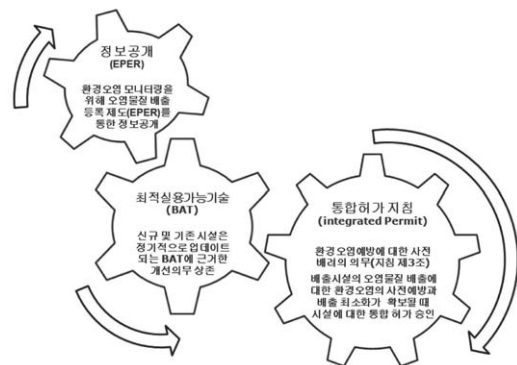 정보공개
(EPER)
환경오염 모니터링을
위해 오염물질 배출
등록 제도(EPER)를
통한 정보공개
최적실용가능기술
(BAT)
신규 및 기존 시설은
정기적으로 업데이트
되는 BAT에 근거한
개선의무 상존
통합허가 지침
(integrated Permit)
환경오염예방에 대한 사전
배려의 의무(지침 제3조)
배출시설의 오염물질 배출에
대한 환경오염의 사전예방과
배출 최소화가 확보될 때
시설에 대한 통합 허가 승인